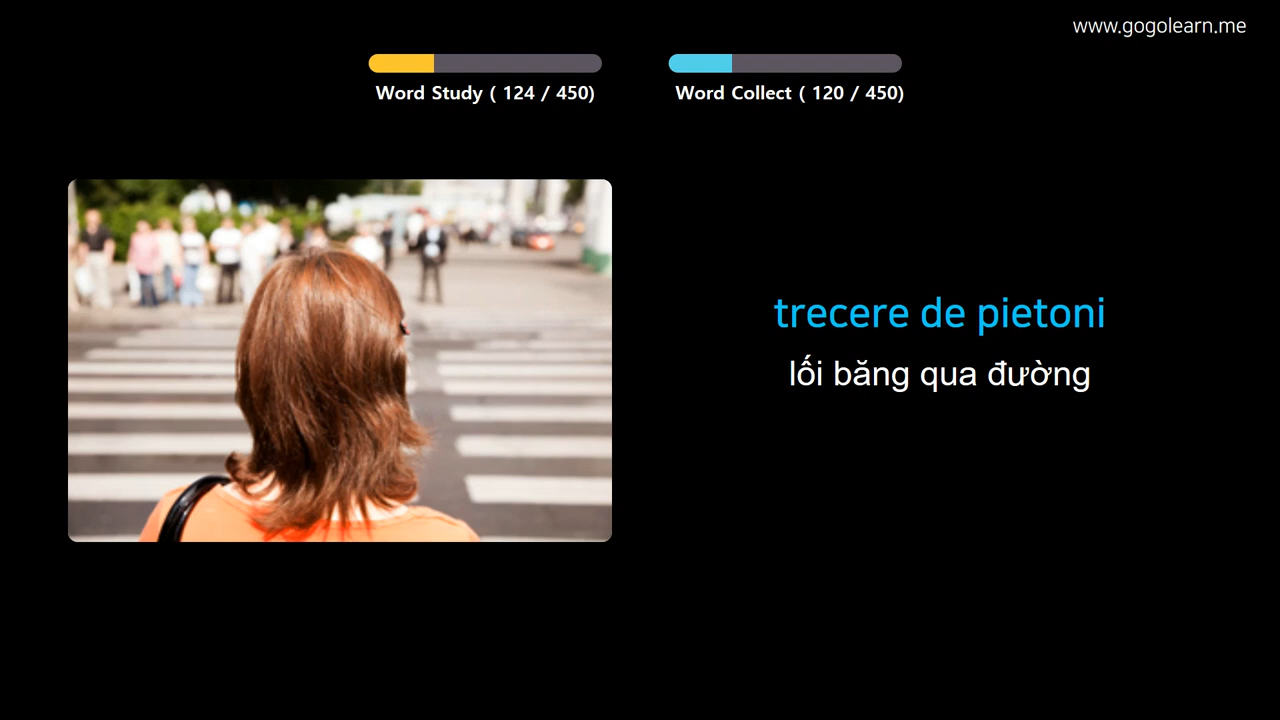 www.gogolearn.me
Word Study ( 124 / 450)
Word Collect ( 120 / 450)
trecere de pietoni
lối băng qua đường